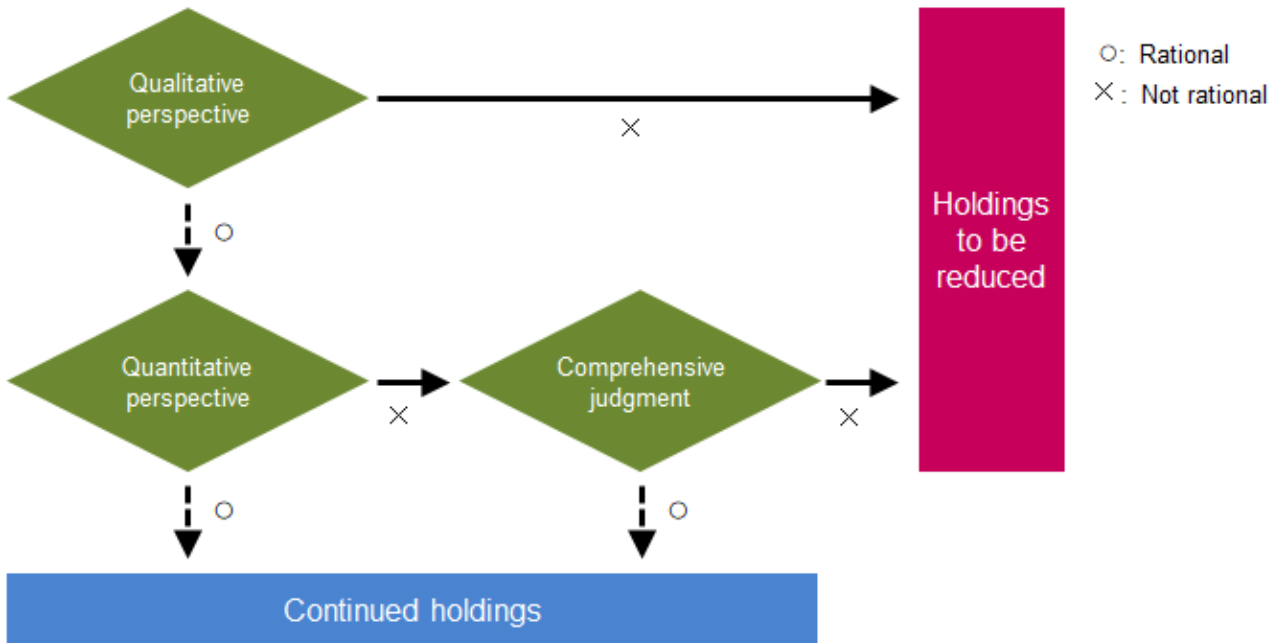 Qualitative
perspective
○: Rational
×: Not rational
×
Holdings
to be
reduced
○
Quantitative
perspective
×
Comprehensive
judgment
×
○
○
Continued holdings